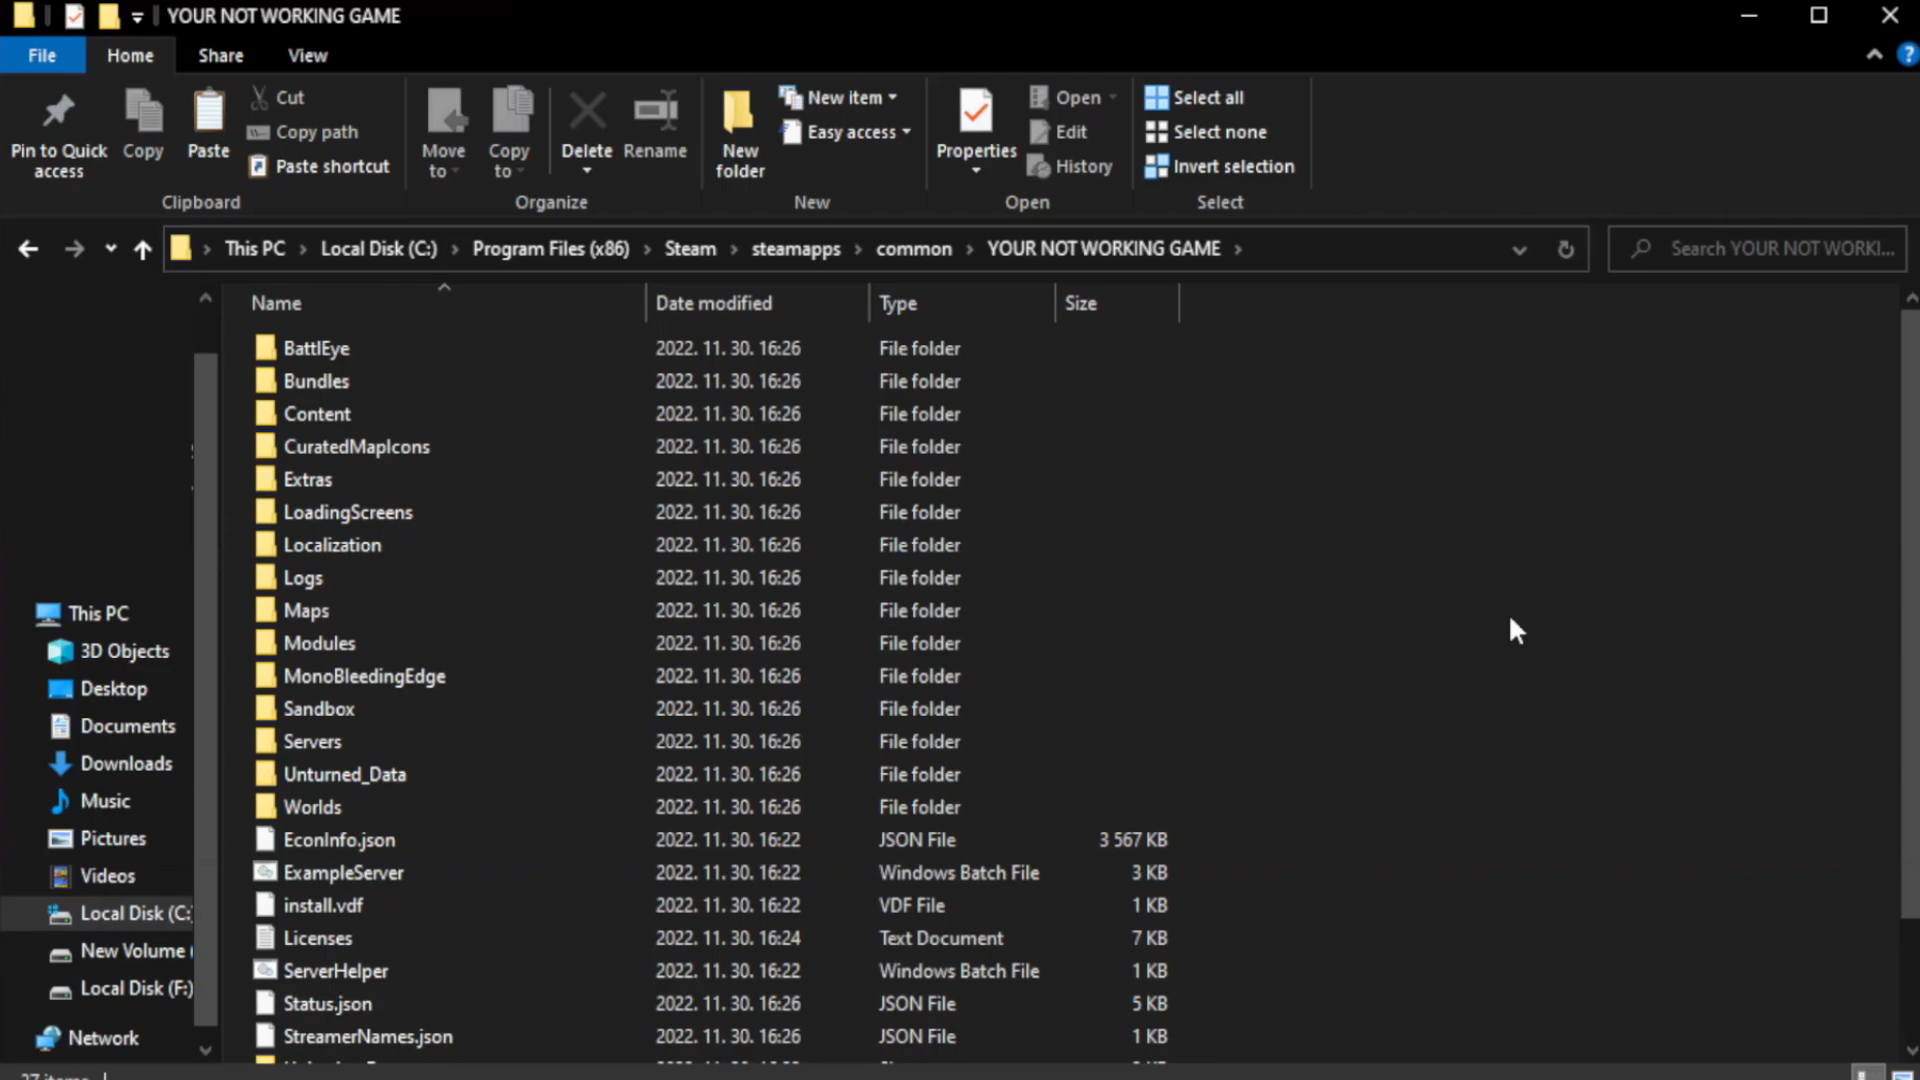 YOUR NOT WORKING GAME
File Home Share View
Pin to Quick access
Copy
Paste
Cut
Copy path
Paste shortcut
Clipboard
Move to
Copy to
Delete
Rename
Organize
New folder
New item
Easy access
New
Properties
Open
Edit
History
Open
Select all
Select none
Invert selection
Select
This PC > Local Disk (C:) > Program Files (x86) > Steam > steamapps > common > YOUR NOT WORKING GAME >
Search YOUR NOT WORKI...
Name Date modified Type Size
BattlEye 2022. 11. 30. 16:26 File folder
Bundles 2022. 11. 30. 16:26 File folder
Content 2022. 11. 30. 16:26 File folder
CuratedMapIcons 2022. 11. 30. 16:26 File folder
Extras 2022. 11. 30. 16:26 File folder
LoadingScreens 2022. 11. 30. 16:26 File folder
Localization 2022. 11. 30. 16:26 File folder
Logs 2022. 11. 30. 16:26 File folder
Maps 2022. 11. 30. 16:26 File folder
Modules 2022. 11. 30. 16:26 File folder
MonoBleedingEdge 2022. 11. 30. 16:26 File folder
Sandbox 2022. 11. 30. 16:26 File folder
Servers 2022. 11. 30. 16:26 File folder
Unturned_Data 2022. 11. 30. 16:26 File folder
Worlds 2022. 11. 30. 16:26 File folder
EconInfo.json 2022. 11. 30. 16:22 JSON File 3 567 KB
ExampleServer 2022. 11. 30. 16:22 Windows Batch File 3 KB
install.vdf 2022. 11. 30. 16:22 VDF File 1 KB
Licenses 2022. 11. 30. 16:24 Text Document 7 KB
ServerHelper 2022. 11. 30. 16:22 Windows Batch File 1 KB
Status.json 2022. 11. 30. 16:26 JSON File 5 KB
StreamerNames.json 2022. 11. 30. 16:26 JSON File 1 KB
This PC
3D Objects
Desktop
Documents
Downloads
Music
Pictures
Videos
Local Disk (C:)
New Volume (
Local Disk (F:)
Network